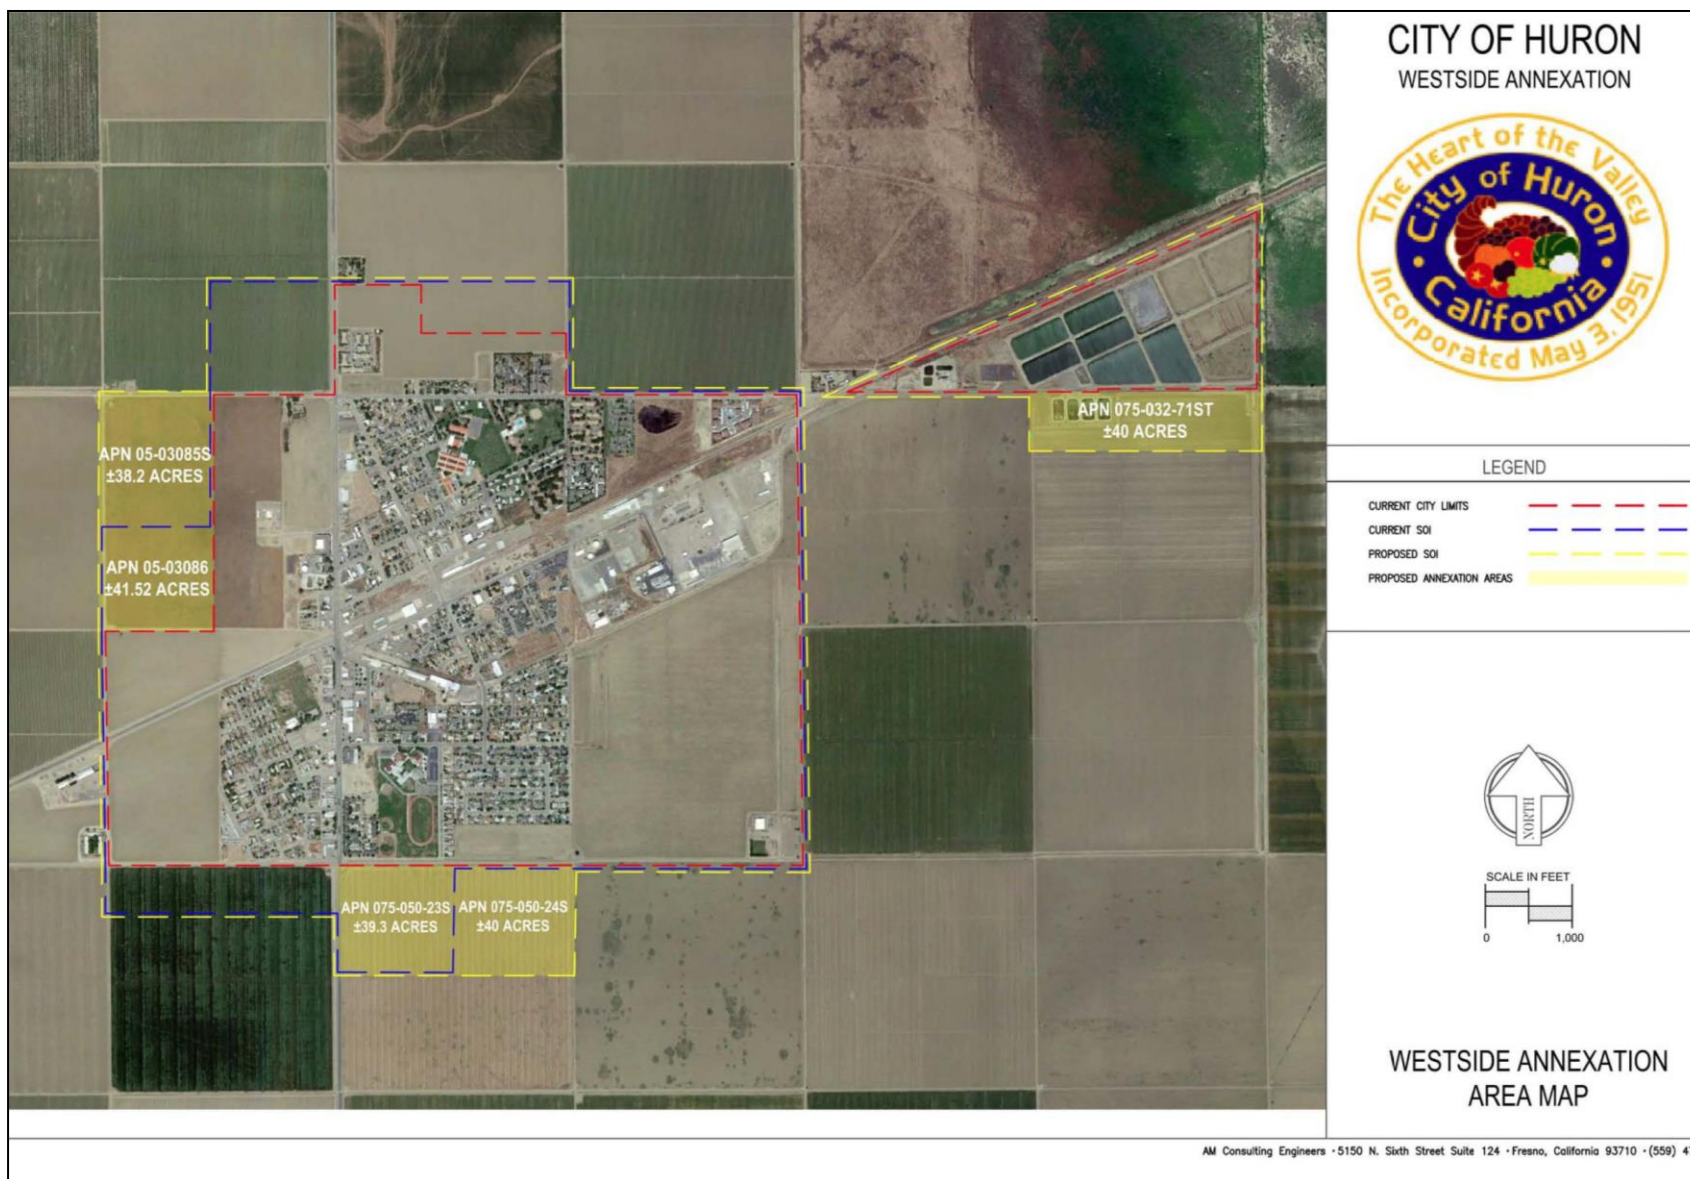 CITY OF HURON
WESTSIDE ANNEXATION
The Heart of the Valley
City of Huron
California
Incorporated May 3, 1951
APN 05-03085S
±38.2 ACRES
APN 05-03086
±41.52 ACRES
APN 075-032-71ST
±40 ACRES
APN 075-050-23S
±39.3 ACRES
APN 075-050-24S
±40 ACRES
LEGEND
CURRENT CITY LIMITS
CURRENT SOI
PROPOSED SOI
PROPOSED ANNEXATION AREAS
NORTH
SCALE IN FEET
0 1,000
WESTSIDE ANNEXATION
AREA MAP
AM Consulting Engineers • 5150 N. Sixth Street Suite 124 • Fresno, California 93710 • (559)